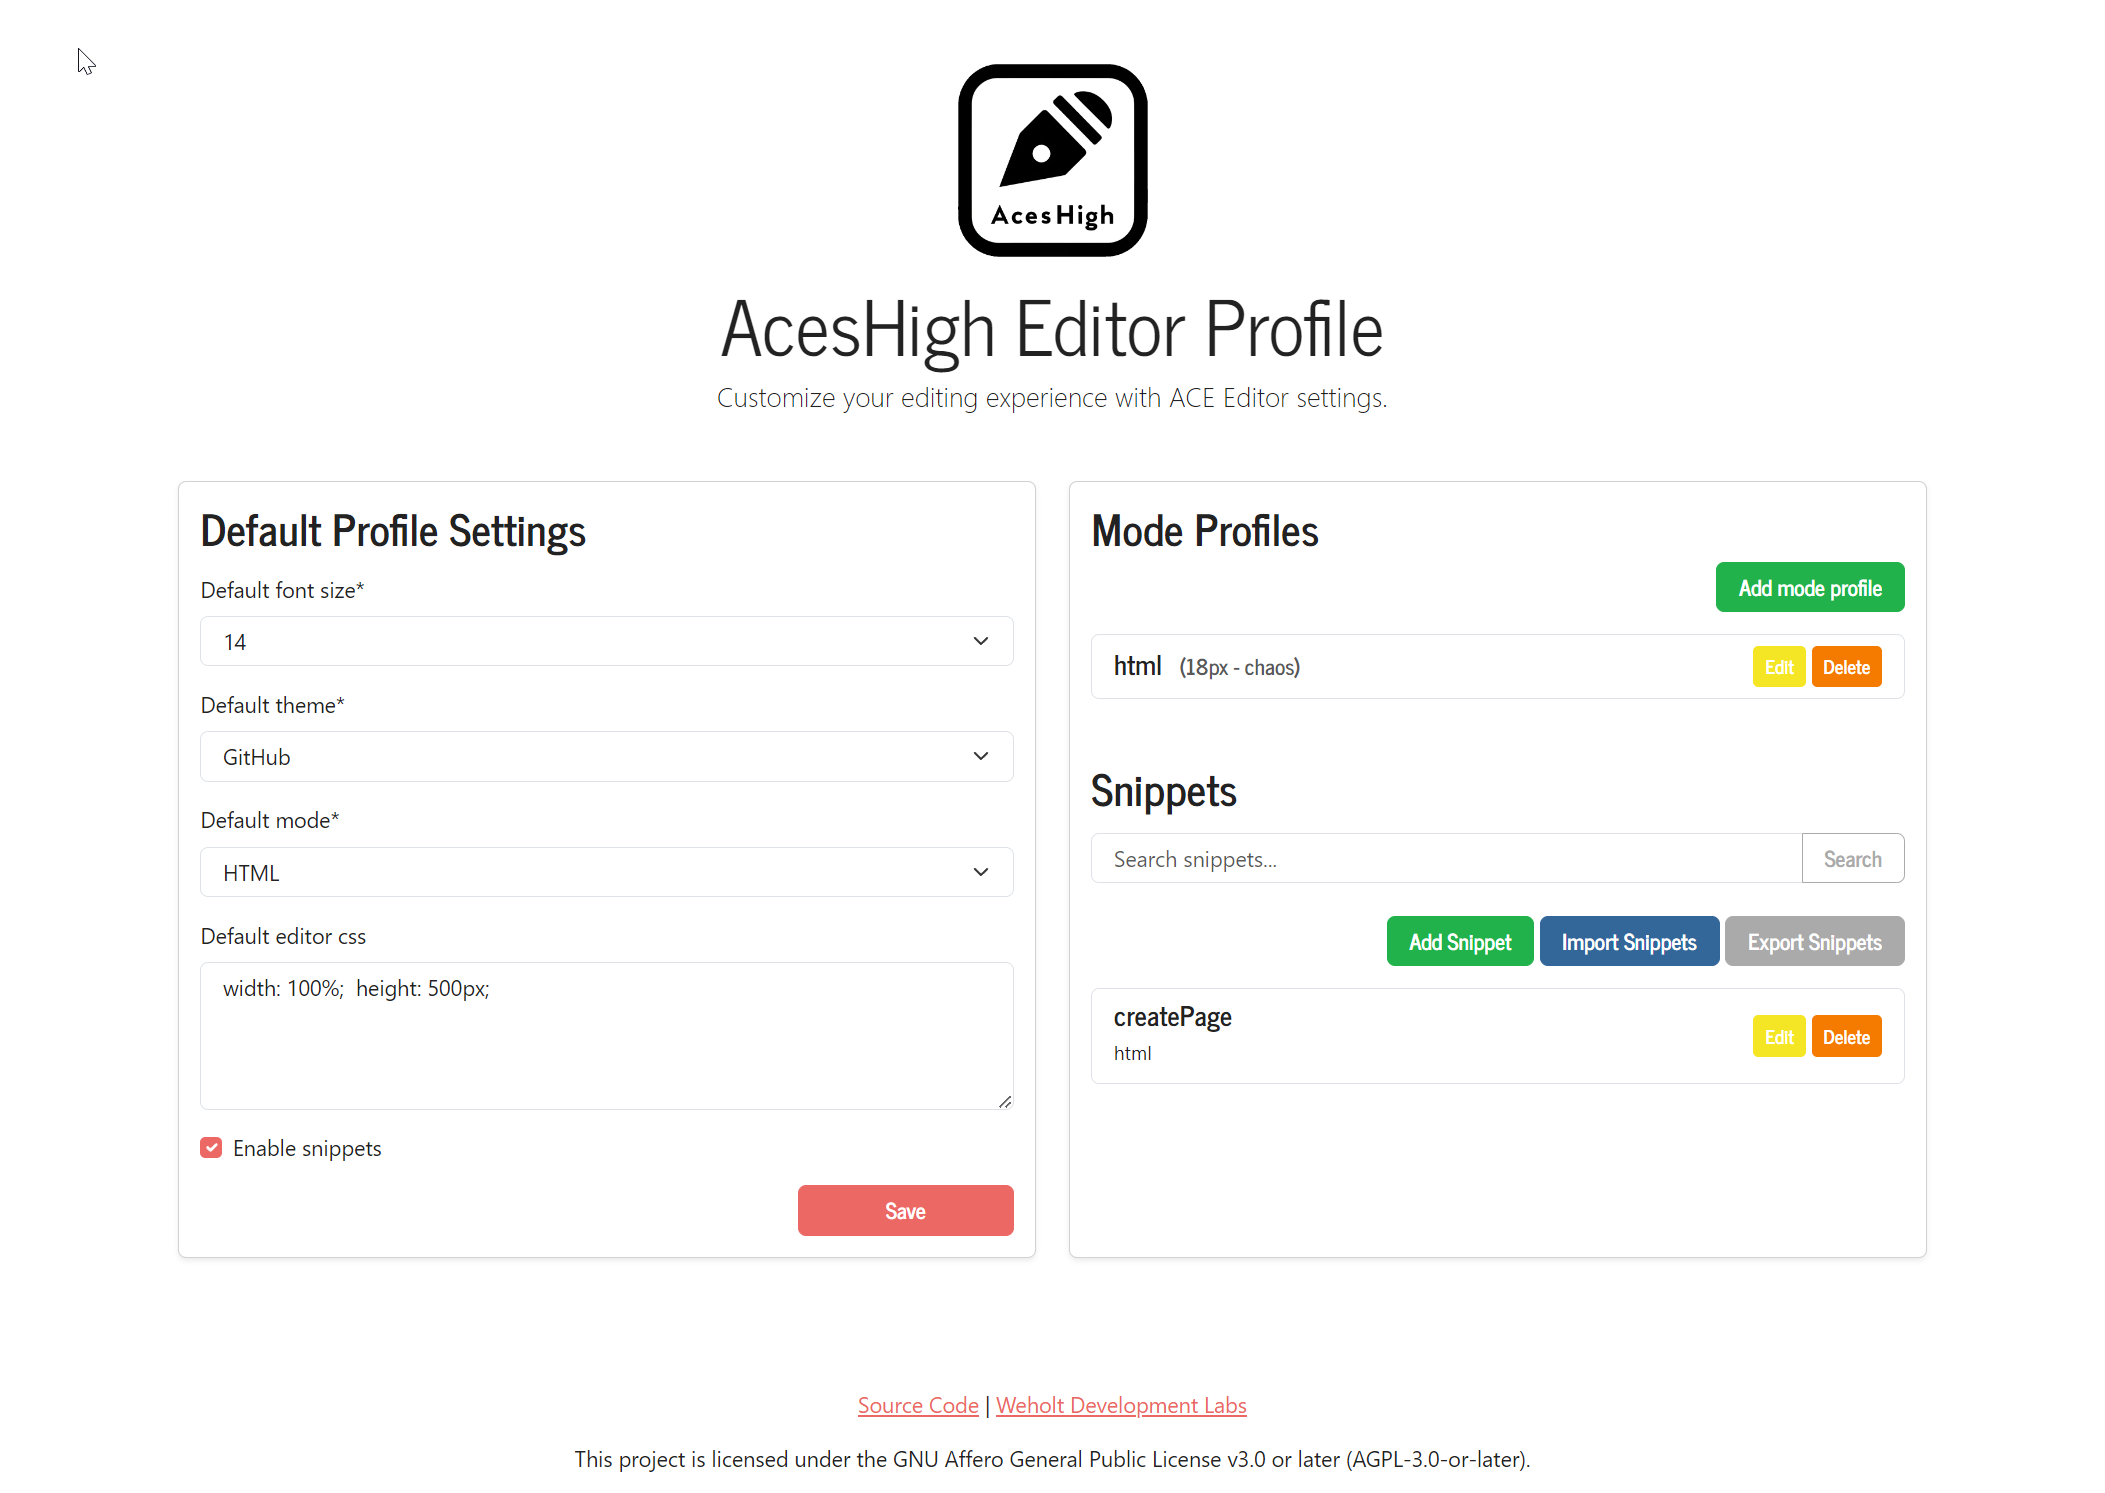 AcesHigh
AcesHigh Editor Profile
Customize your editing experience with ACE Editor settings.
Default Profile Settings
Default font size*
14
Default theme*
GitHub
Default mode*
HTML
Default editor css
width: 100%;  height: 500px;
Enable snippets
Save
Mode Profiles
Add mode profile
html (18px - chaos) Edit Delete
Snippets
Search snippets... Search
Add Snippet Import Snippets Export Snippets
createPage
html
Edit Delete
Source Code | Weholt Development Labs
This project is licensed under the GNU Affero General Public License v3.0 or later (AGPL-3.0-or-later).